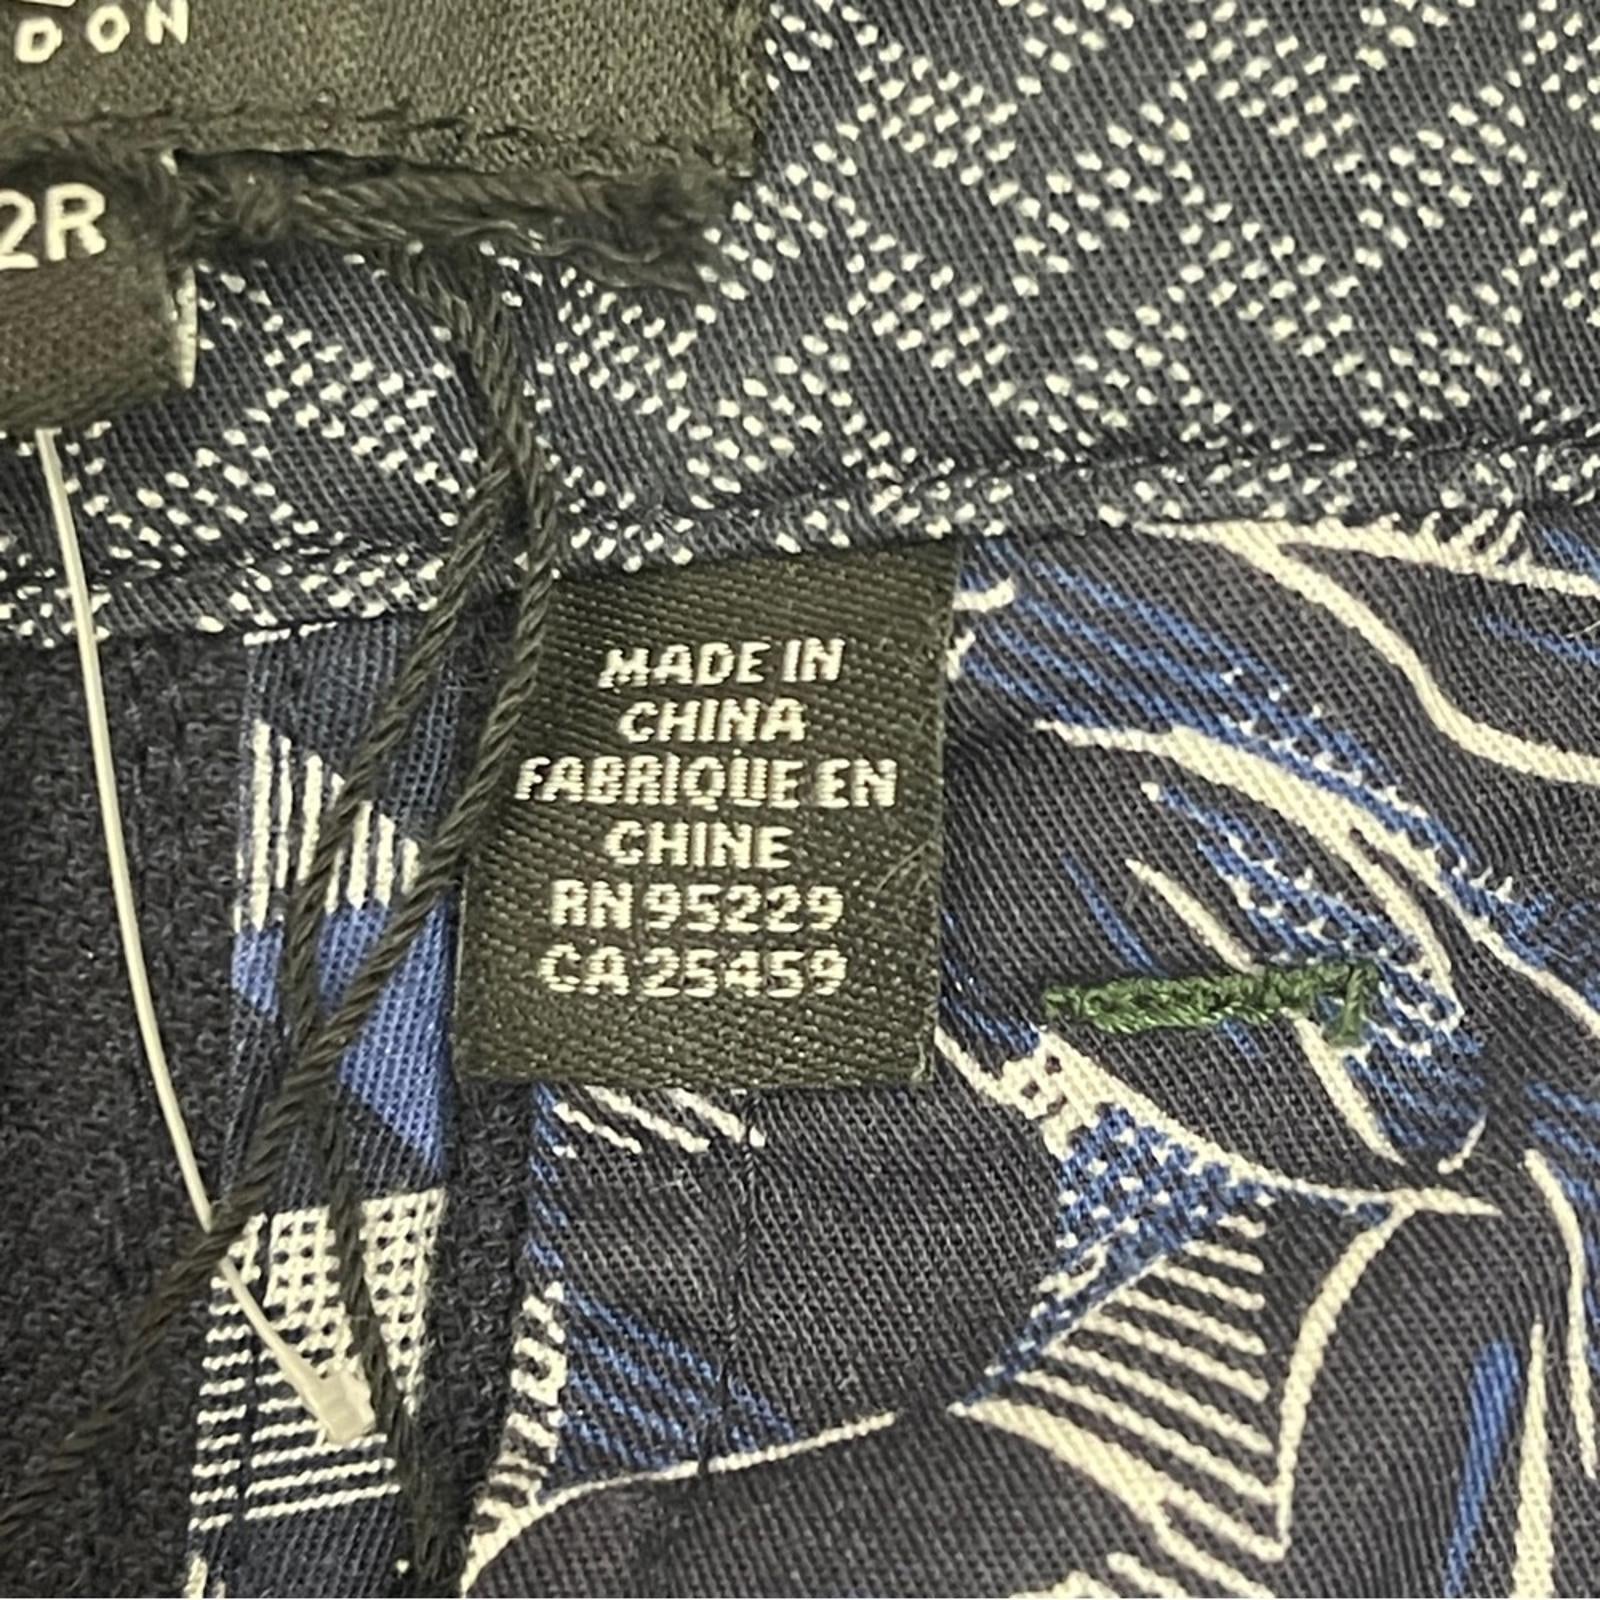 DON
2R
MADE IN
CHINA
FABRIQUE EN
CHINE
RN 95229
CA 25459